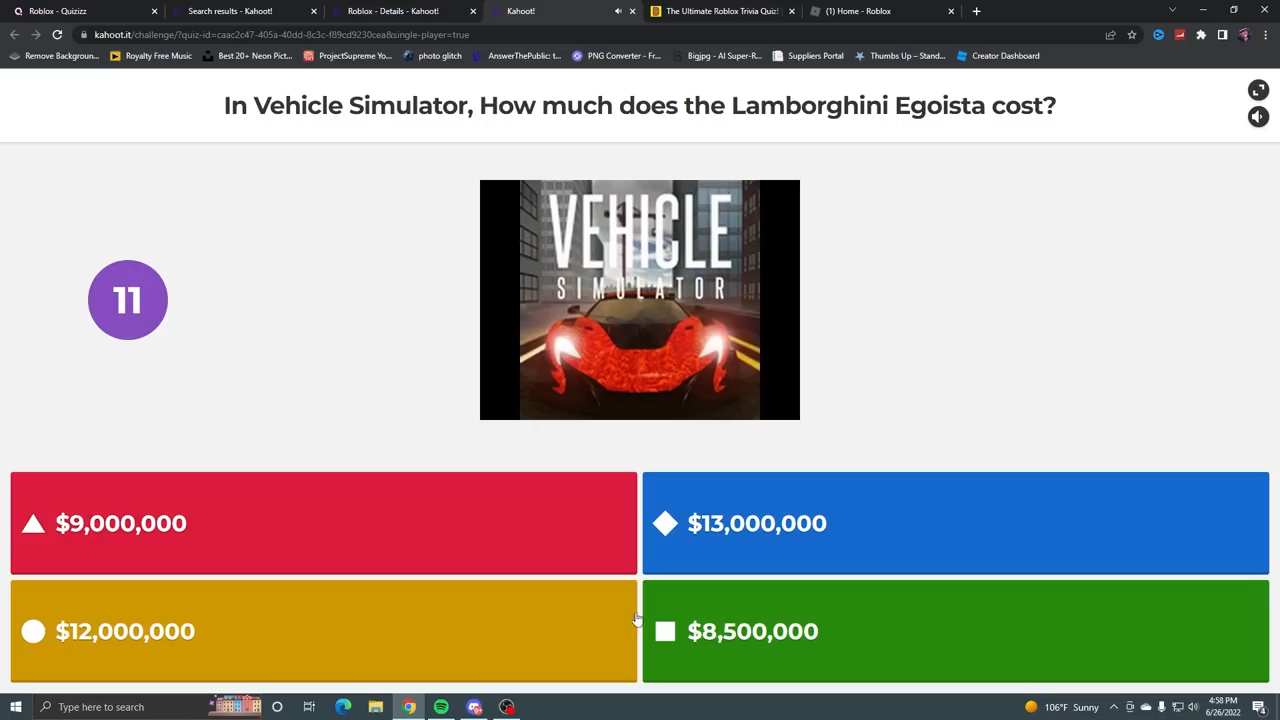 Roblox - Quizizz
Search results - Kahoot!
Roblox - Details - Kahoot!
Kahoot!
The Ultimate Roblox Trivia Quiz!
(1) Home - Roblox
kahoot.it/challenge/?quiz-id=caac2c47-405a-40dd-8c3c-f89cd9230cea&single-player=true
Remove Backgroun...
Royalty Free Music
Best 20+ Neon Pict...
ProjectSupreme Yo...
photo glitch
AnswerThePublic: t...
PNG Converter - Fr...
Bigjpg - AI Super-R...
Suppliers Portal
Thumbs Up – Stand...
Creator Dashboard
In Vehicle Simulator, How much does the Lamborghini Egoista cost?
VEHICLE
SIMULATOR
11
$9,000,000
$13,000,000
$12,000,000
$8,500,000
Type here to search
106°F Sunny
4:58 PM
6/26/2022
4